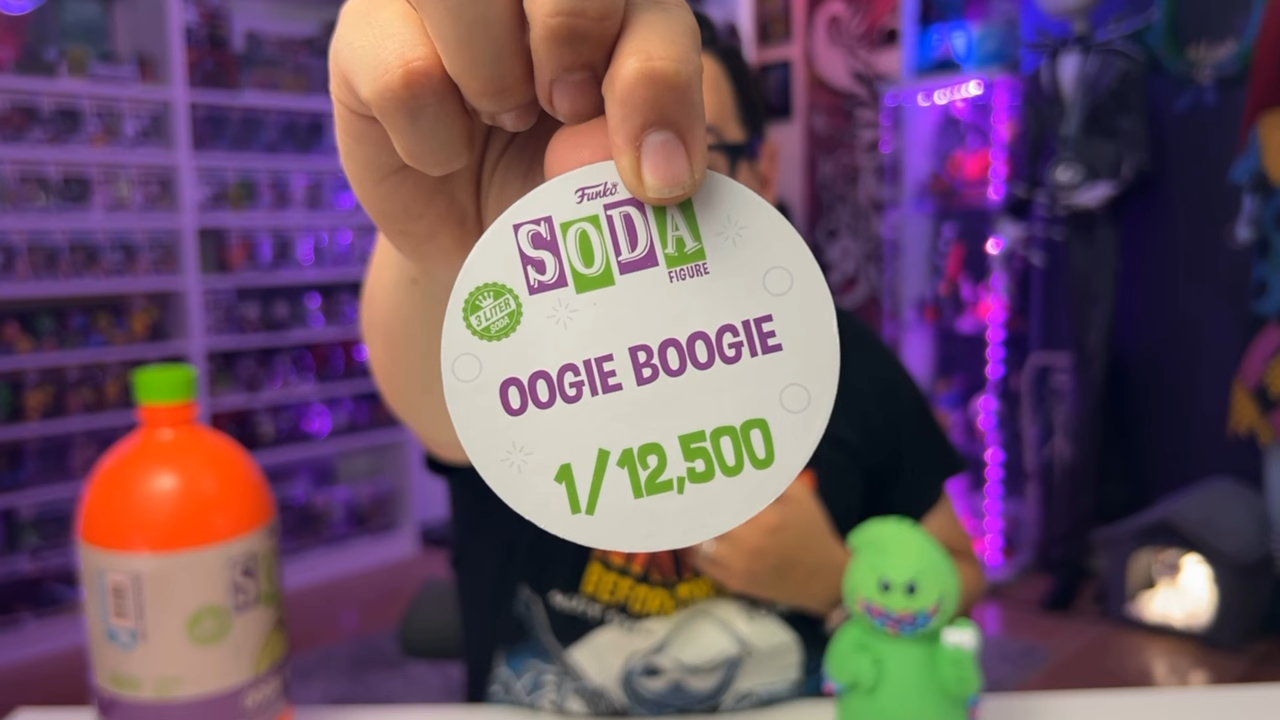 Funko
SODA
FIGURE
3 LITER
SODA
OOGIE BOOGIE
1/12,500